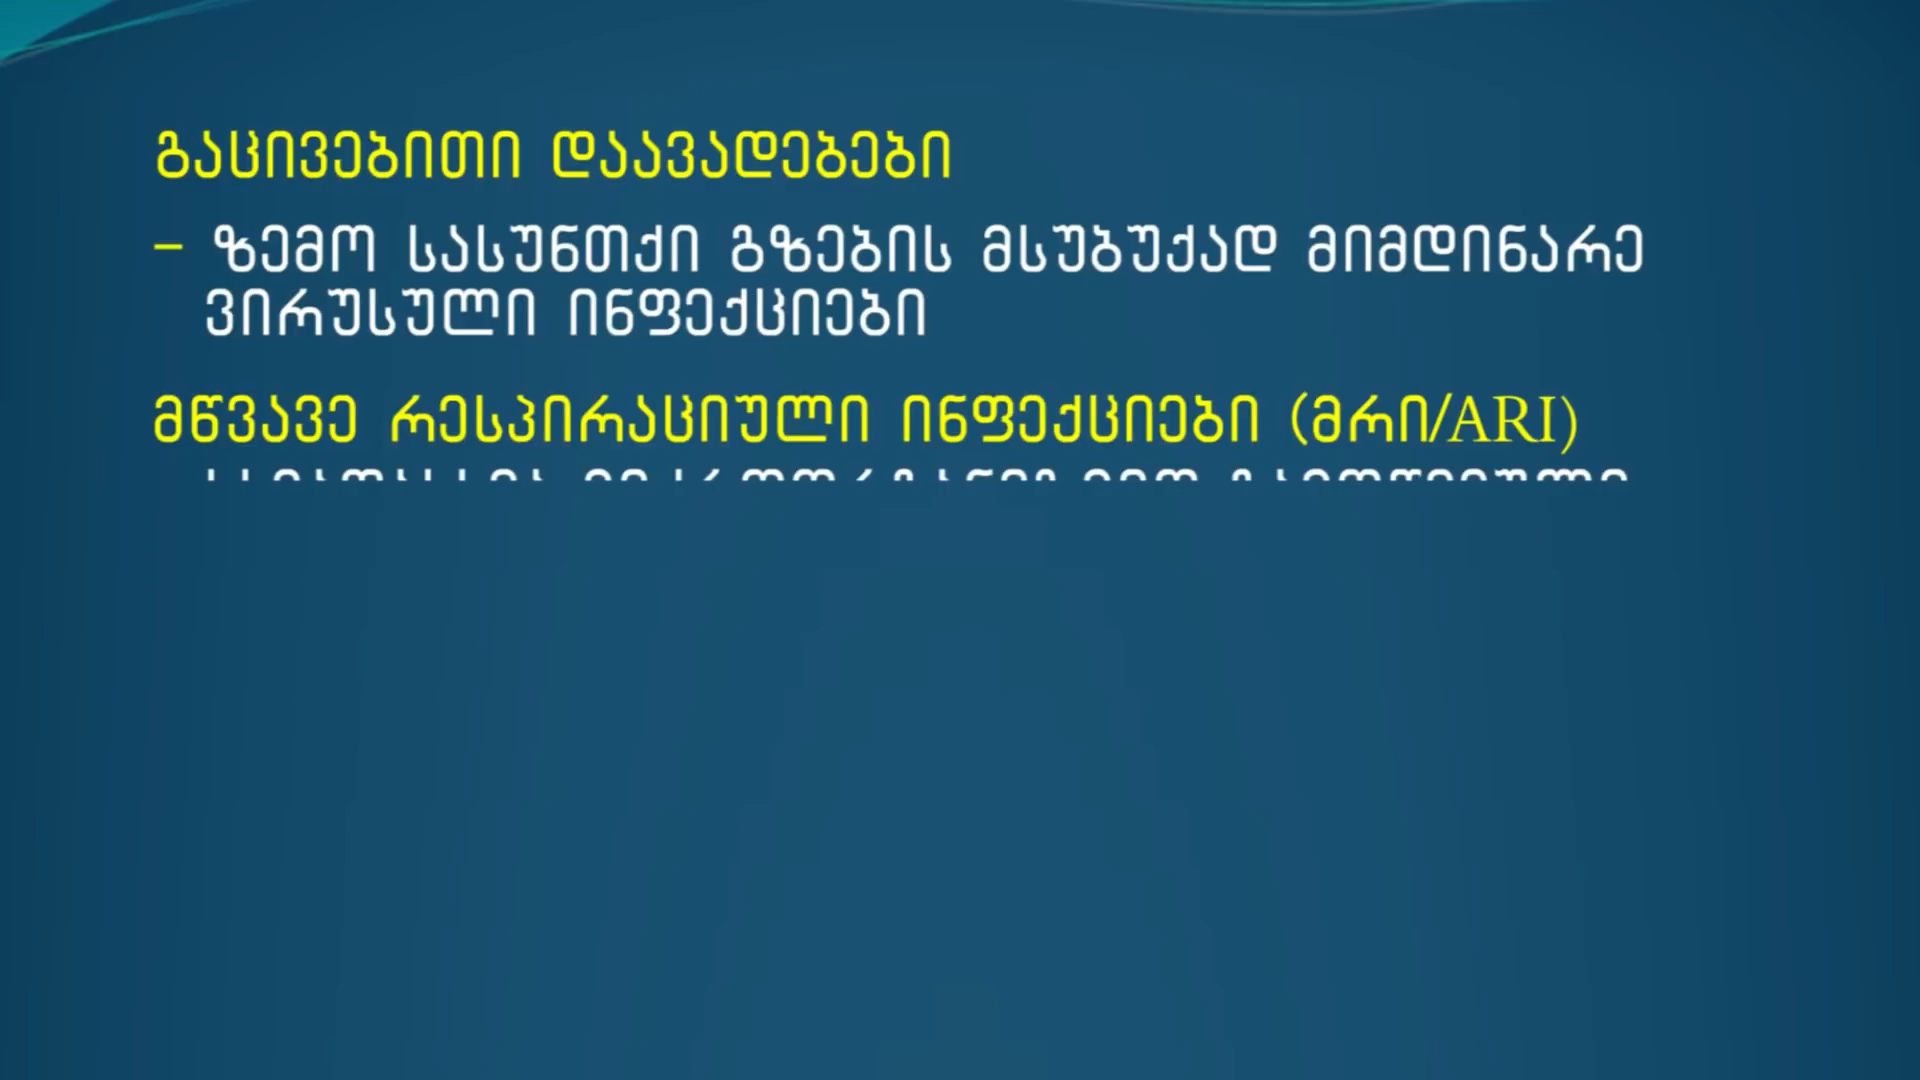 გაცივებითი დაავადებები
– ზემო სასუნთქი გზების მსუბუქად მიმდინარე
ვირუსული ინფექციები
მწვავე რესპირაციული ინფექციები (მრი/ARI)